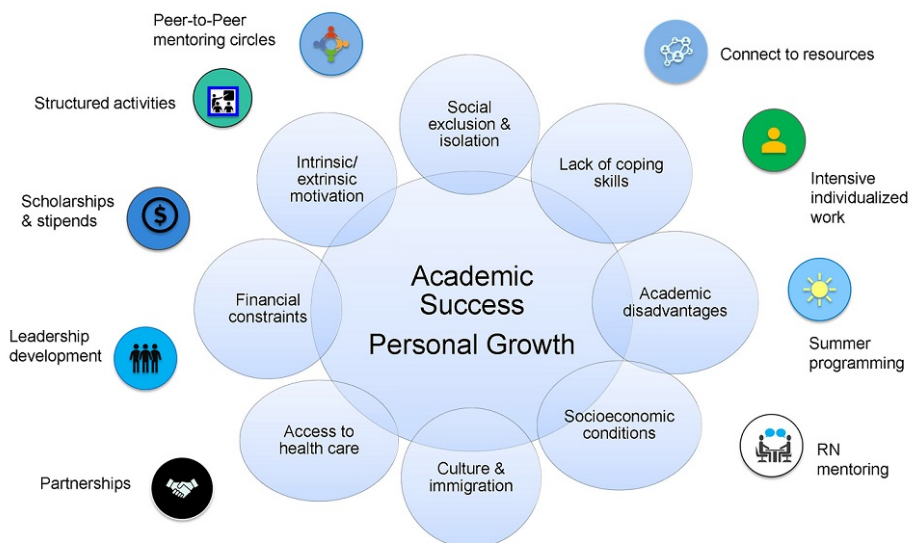 Peer-to-Peer
mentoring circles
Connect to resources
Structured activities
Social
exclusion &
isolation
Intrinsic/
extrinsic
motivation
Lack of coping
skills
Intensive
individualized
work
Scholarships
& stipends
$
Financial
constraints
Academic
Success
Personal Growth
Academic
disadvantages
Leadership
development
Summer
programming
Access to
health care
Socioeconomic
conditions
Culture &
immigration
RN
mentoring
Partnerships